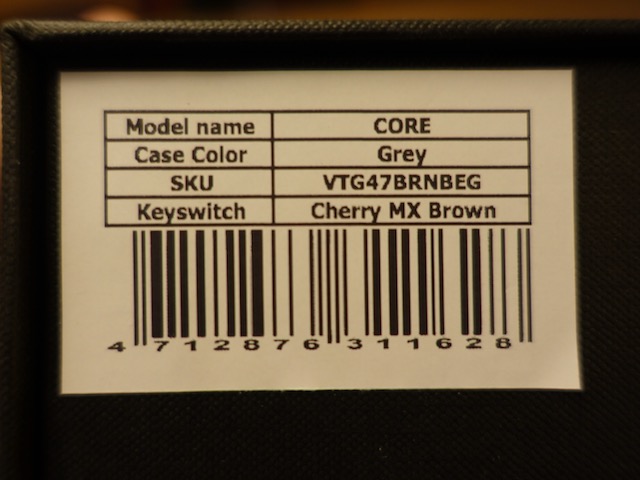 Model name CORE
Case Color Grey
SKU VTG47BRNBEG
Keyswitch Cherry MX Brown
4 712876 311628